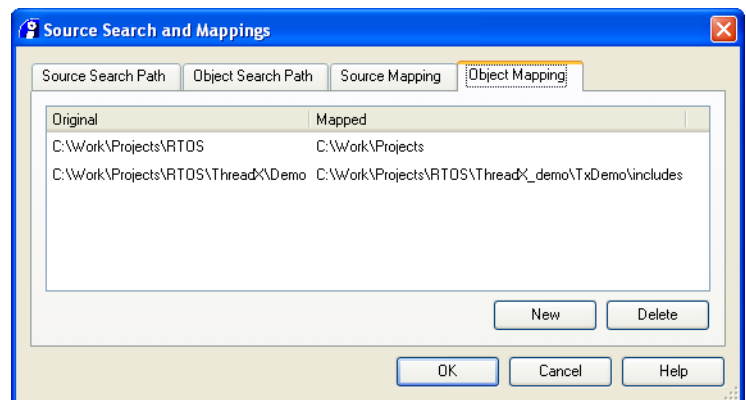 Source Search and Mappings
Source Search Path Object Search Path Source Mapping Object Mapping
Original Mapped
C:\Work\Projects\RTOS C:\Work\Projects
C:\Work\Projects\RTOS\ThreadX\Demo C:\Work\Projects\RTOS\ThreadX_demo\TxDemo\includes
New Delete
OK Cancel Help